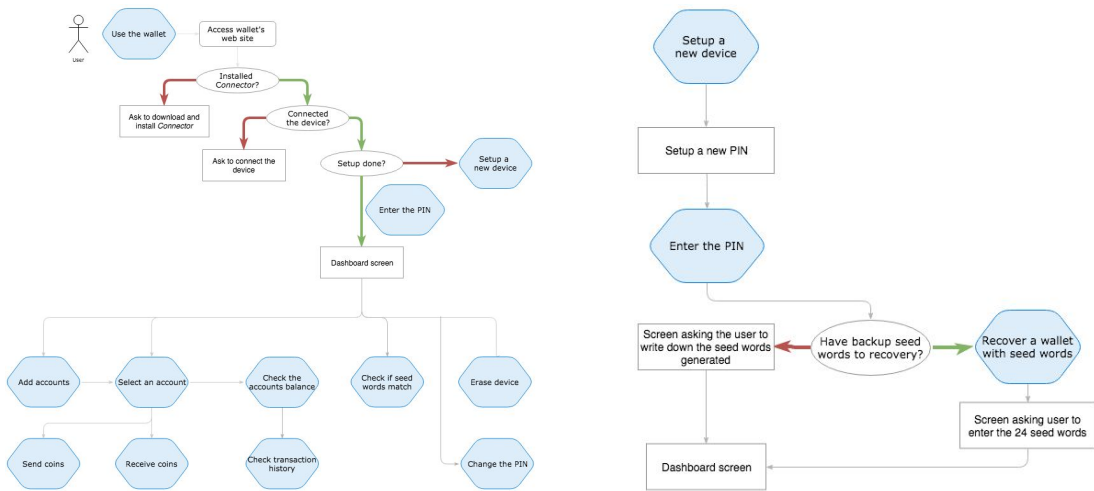 User
Use the wallet
Access wallet's
web site
Installed
Connector?
Ask to download and
install Connector
Connected
the device?
Ask to connect the
device
Setup done?
Setup a
new device
Enter the PIN
Dashboard screen
Add accounts
Select an account
Check the
accounts balance
Check if seed
words match
Erase device
Send coins
Receive coins
Check transaction
history
Change the PIN
Setup a
new device
Setup a new PIN
Enter the PIN
Screen asking the user to
write down the seed words
generated
Have backup seed
words to recovery?
Recover a wallet
with seed words
Screen asking user to
enter the 24 seed words
Dashboard screen